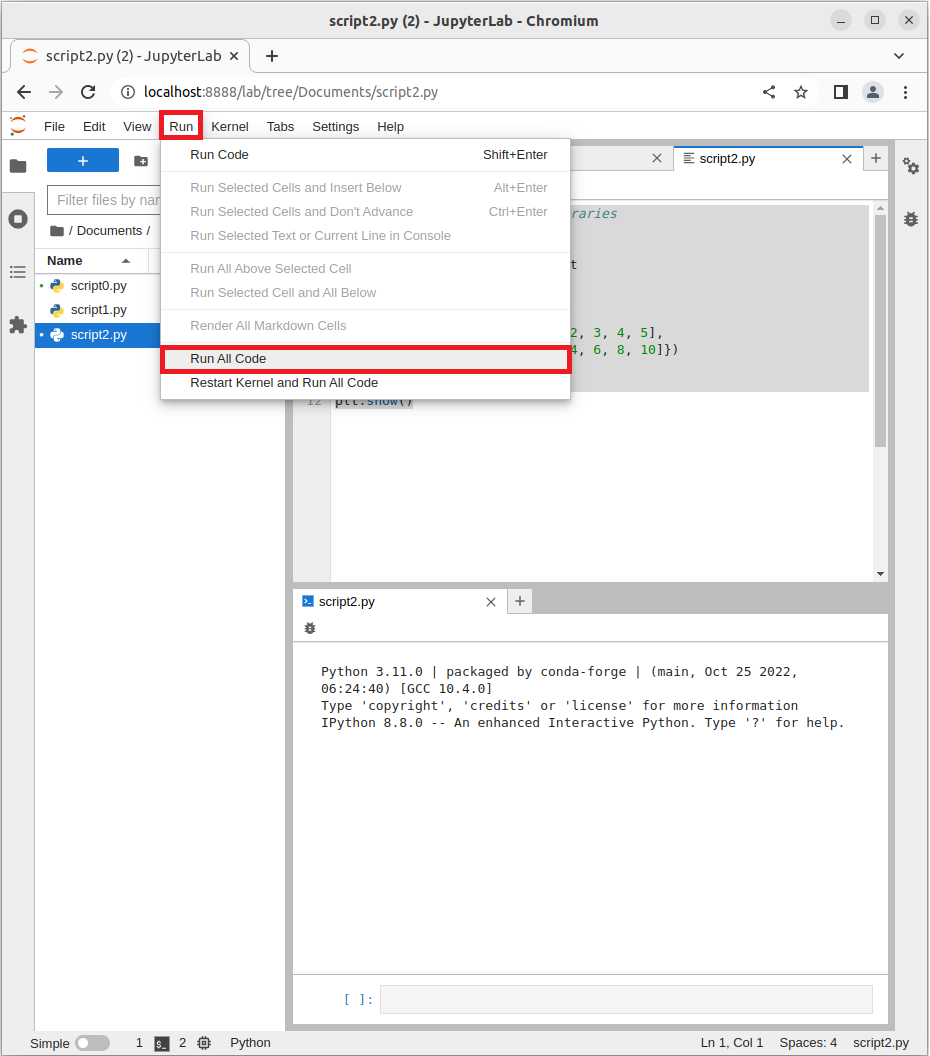 script2.py (2) - JupyterLab - Chromium
script2.py (2) - JupyterLab
localhost:8888/lab/tree/Documents/script2.py
File Edit View Run Kernel Tabs Settings Help
+
Filter files by nar
/ Documents /
Name
script0.py
script1.py
script2.py
Run Code Shift+Enter
Run Selected Cells and Insert Below Alt+Enter
Run Selected Cells and Don't Advance Ctrl+Enter
Run Selected Text or Current Line in Console
Run All Above Selected Cell
Run Selected Cell and All Below
Render All Markdown Cells
Run All Code
Restart Kernel and Run All Code
script2.py
raries
t
2, 3, 4, 5],
4, 6, 8, 10]})
12 plt.show()
script2.py
Python 3.11.0 | packaged by conda-forge | (main, Oct 25 2022,
06:24:40) [GCC 10.4.0]
Type 'copyright', 'credits' or 'license' for more information
IPython 8.8.0 -- An enhanced Interactive Python. Type '?' for help.
[ ]:
Simple 1 $_ 2 Python Ln 1, Col 1 Spaces: 4 script2.py